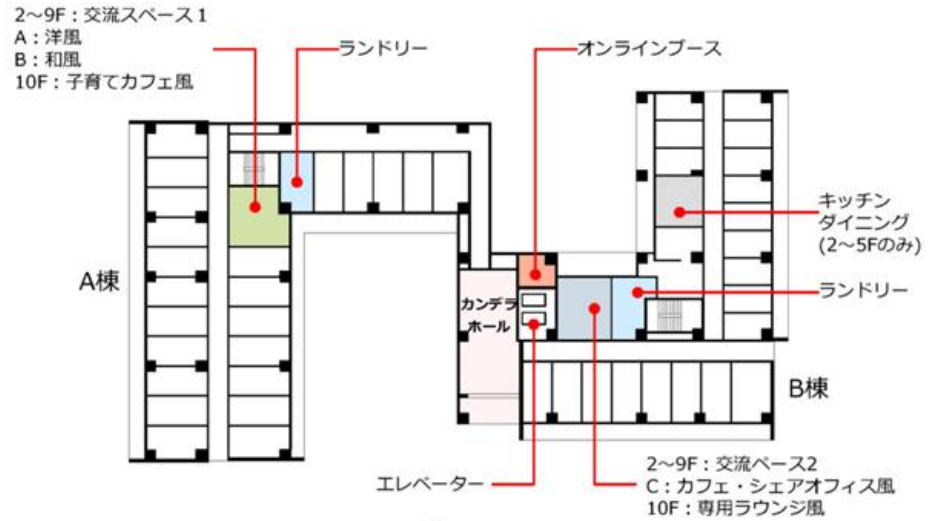 2～9F：交流スペース１
A：洋風
B：和風
10F：子育てカフェ風
ランドリー
オンラインブース
キッチン
ダイニング
(2～5Fのみ)
A棟
ランドリー
カンデラ
ホール
B棟
エレベーター
2～9F：交流ペース2
C：カフェ・シェアオフィス風
10F：専用ラウンジ風